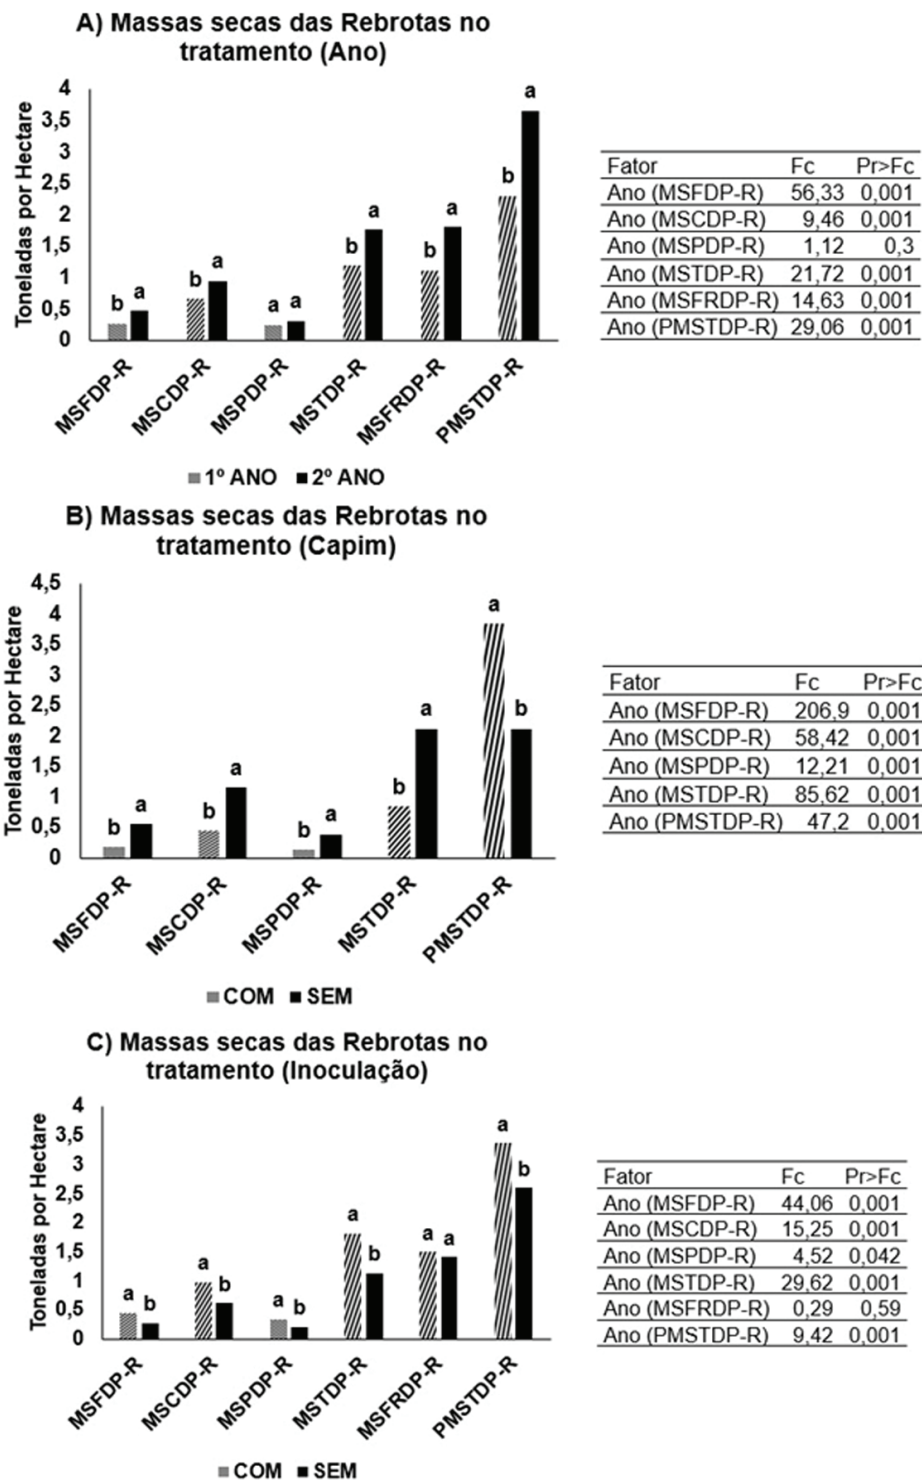 A) Massas secas das Rebrotas no
tratamento (Ano)
Toneladas por Hectare
4
3,5
3
2,5
2
1,5
1
0,5
0
b a
b a
a a
b a
b a
b a
MSFDP-R
MSCDP-R
MSPDP-R
MSTDP-R
MSFRDP-R
PMSTDP-R
1º ANO 2º ANO
Fator Fc Pr>Fc
Ano (MSFDP-R) 56,33 0,001
Ano (MSCDP-R) 9,46 0,001
Ano (MSPDP-R) 1,12 0,3
Ano (MSTDP-R) 21,72 0,001
Ano (MSFRDP-R) 14,63 0,001
Ano (PMSTDP-R) 29,06 0,001
B) Massas secas das Rebrotas no
tratamento (Capim)
Toneladas por Hectare
4,5
4
3,5
3
2,5
2
1,5
1
0,5
0
b a
b a
b a
b a
a b
MSFDP-R
MSCDP-R
MSPDP-R
MSTDP-R
PMSTDP-R
COM SEM
Fator Fc Pr>Fc
Ano (MSFDP-R) 206,9 0,001
Ano (MSCDP-R) 58,42 0,001
Ano (MSPDP-R) 12,21 0,001
Ano (MSTDP-R) 85,62 0,001
Ano (PMSTDP-R) 47,2 0,001
C) Massas secas das Rebrotas no
tratamento (Inoculação)
Toneladas por Hectare
4
3,5
3
2,5
2
1,5
1
0,5
0
a b
a b
a b
a b
a a
a b
MSFDP-R
MSCDP-R
MSPDP-R
MSTDP-R
MSFRDP-R
PMSTDP-R
COM SEM
Fator Fc Pr>Fc
Ano (MSFDP-R) 44,06 0,001
Ano (MSCDP-R) 15,25 0,001
Ano (MSPDP-R) 4,52 0,042
Ano (MSTDP-R) 29,62 0,001
Ano (MSFRDP-R) 0,29 0,59
Ano (PMSTDP-R) 9,42 0,001